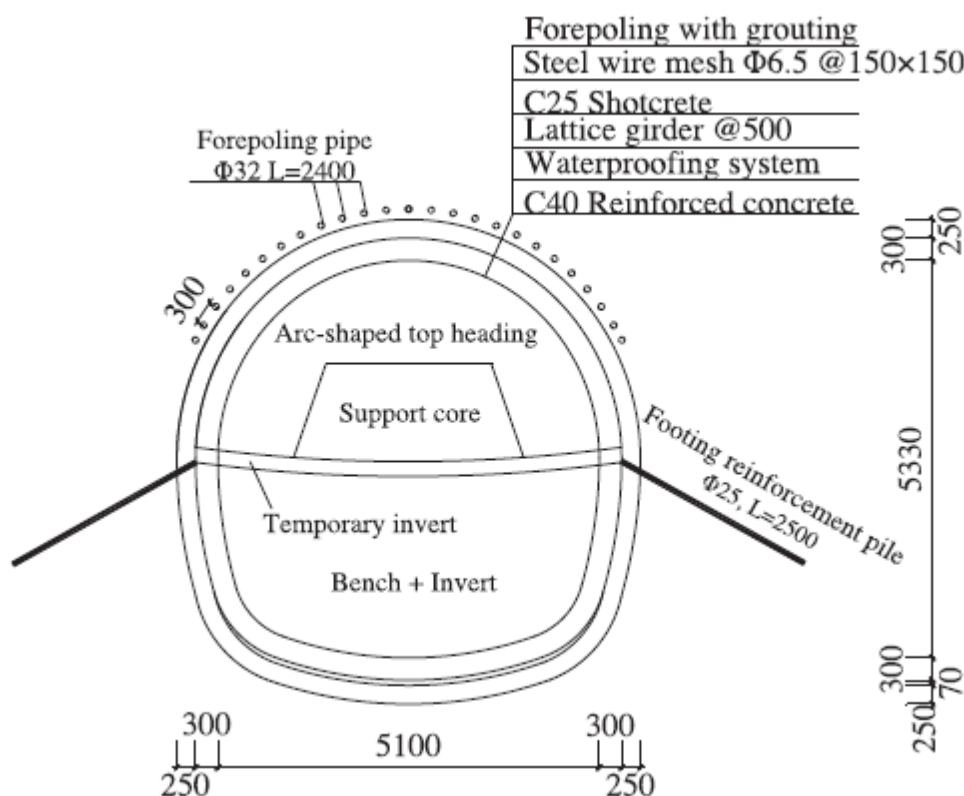 Forepoling with grouting
Steel wire mesh Φ6.5 @150×150
C25 Shotcrete
Lattice girder @500
Waterproofing system
C40 Reinforced concrete
Forepoling pipe
Φ32 L=2400
300
Arc-shaped top heading
Support core
Temporary invert
Bench + Invert
Footing reinforcement pile
Φ25, L=2500
250
300
5330
300
70
250
300
5100
300
250
250